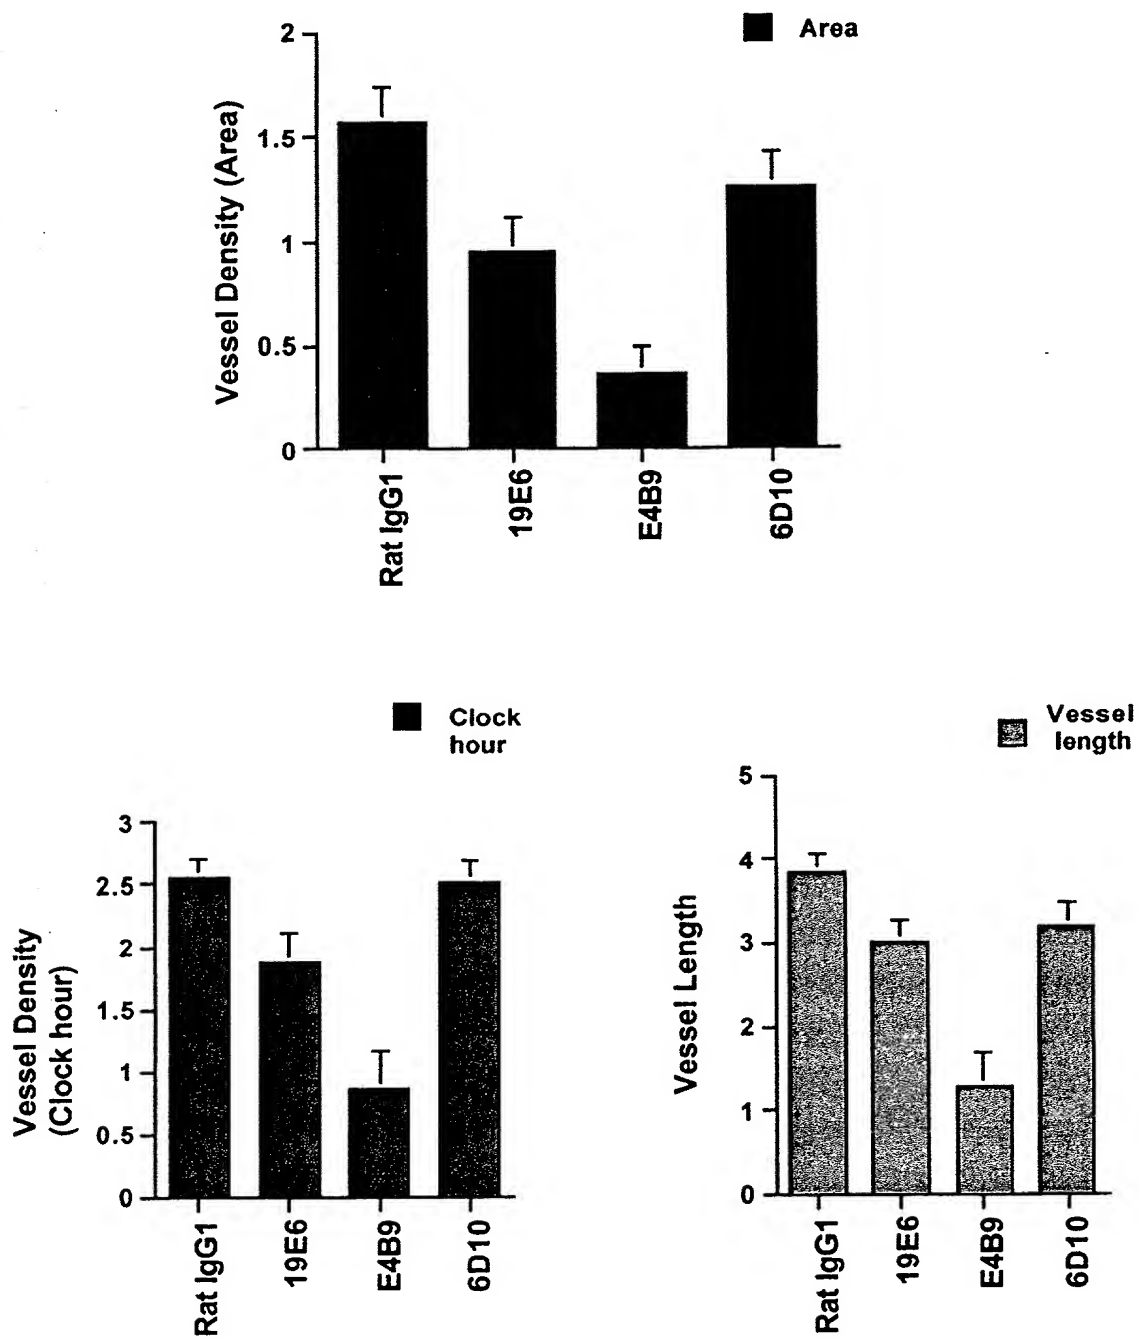 Area
Vessel Density (Area)
2
1.5
1
0.5
0
Rat IgG1
19E6
E4B9
6D10
Clock
hour
Vessel Density
(Clock hour)
3
2.5
2
1.5
1
0.5
0
Rat IgG1
19E6
E4B9
6D10
Vessel
length
Vessel Length
5
4
3
2
1
0
Rat IgG1
19E6
E4B9
6D10